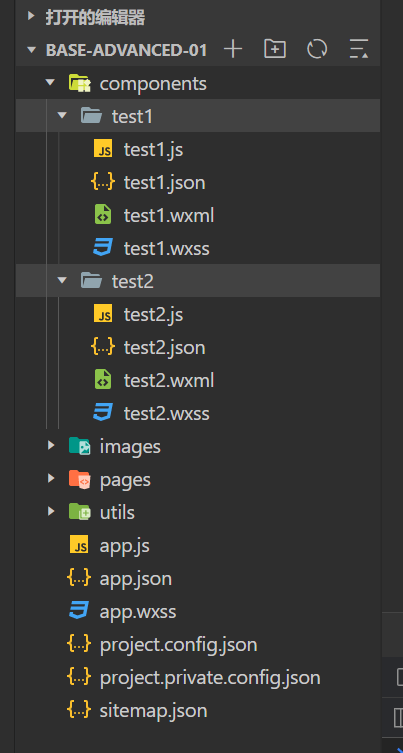 打开的编辑器
BASE-ADVANCED-01
components
test1
test1.js
test1.json
test1.wxml
test1.wxss
test2
test2.js
test2.json
test2.wxml
test2.wxss
images
pages
utils
app.js
app.json
app.wxss
project.config.json
project.private.config.json
sitemap.json